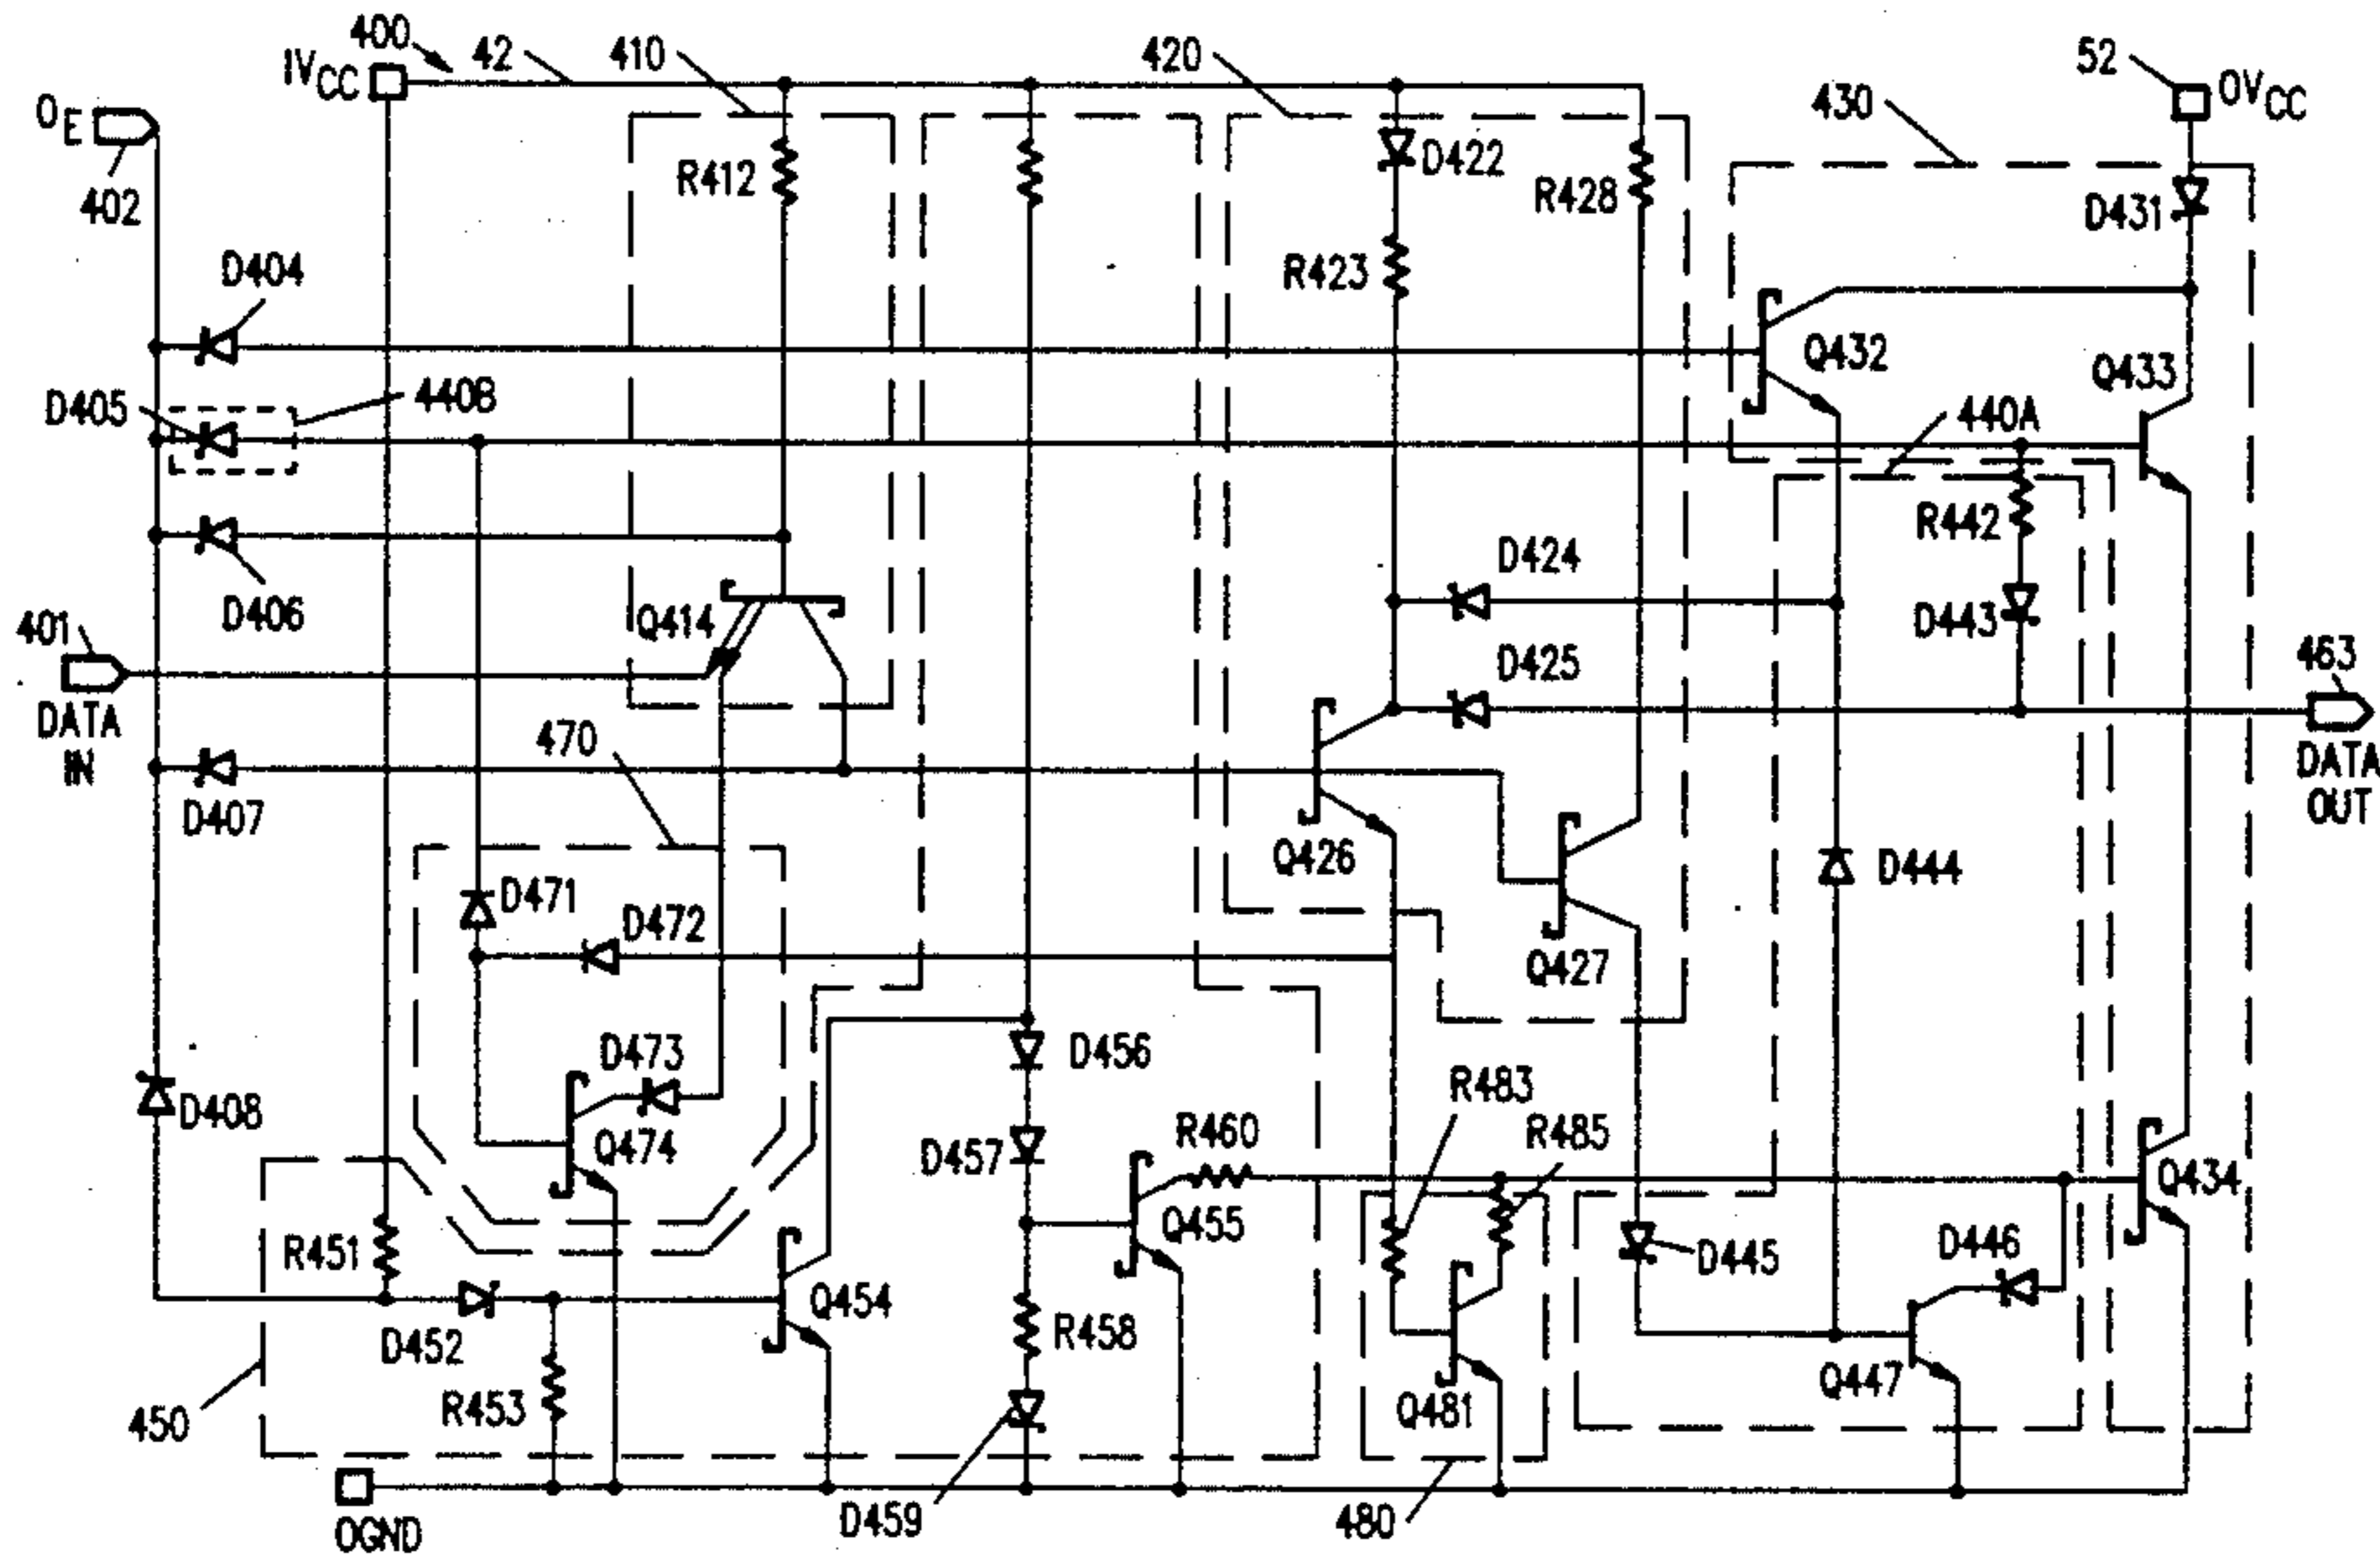 400
42
410
420
52
IVCC
OVCC
430
OE
402
R412
D422
R428
D431
R423
D404
Q432
Q433
D405
440B
440A
R442
D406
401
Q414
D424
D443
D425
463
DATA
IN
470
DATA
OUT
D407
Q426
D444
D471
D472
Q427
D473
D456
R483
D408
D457
R460
R485
Q474
Q455
Q434
R451
D445
D446
Q454
D452
R458
Q447
R453
Q481
450
D459
480
OGND